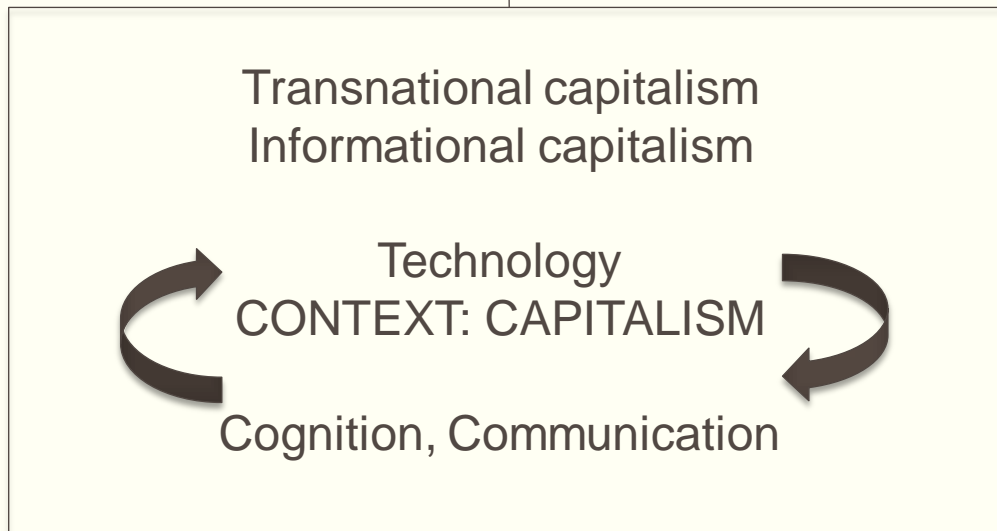 Transnational capitalism
Informational capitalism
Technology
CONTEXT: CAPITALISM
Cognition, Communication